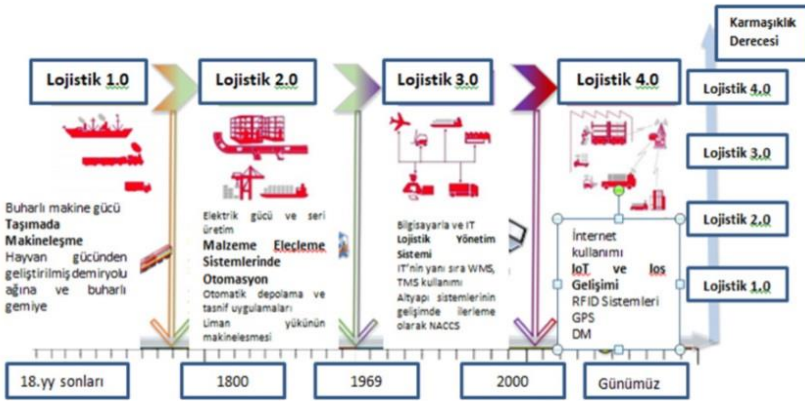 Karmaşıklık
Derecesi
Lojistik 1.0
Lojistik 2.0
Lojistik 3.0
Lojistik 4.0
Lojistik 4.0
Lojistik 3.0
Lojistik 2.0
Lojistik 1.0
Buharlı makine gücü
Taşımada
Makineleşme
Hayvan gücünden
geliştirilmiş demiryolu
ağına ve buharlı
gemiye
Elektrik gücü ve seri
üretim
Malzeme Eleçleme
Sistemlerinde
Otomasyon
Otomatik depolama ve
tasnif uygulamaları
Liman yükünün
makinelesmesi
Bilgisayarla ve IT
Lojistik Yönetim
Sistemi
IT'nin yanı sıra WMS,
TMS kullanımı
Altyapı sistemlerinin
gelişimde ilerleme
olarak NACCS
İnternet
kullanımı
IoT ve Ios
Gelişimi
RFID Sistemleri
GPS
DM
18.yy sonları
1800
1969
2000
Günümüz